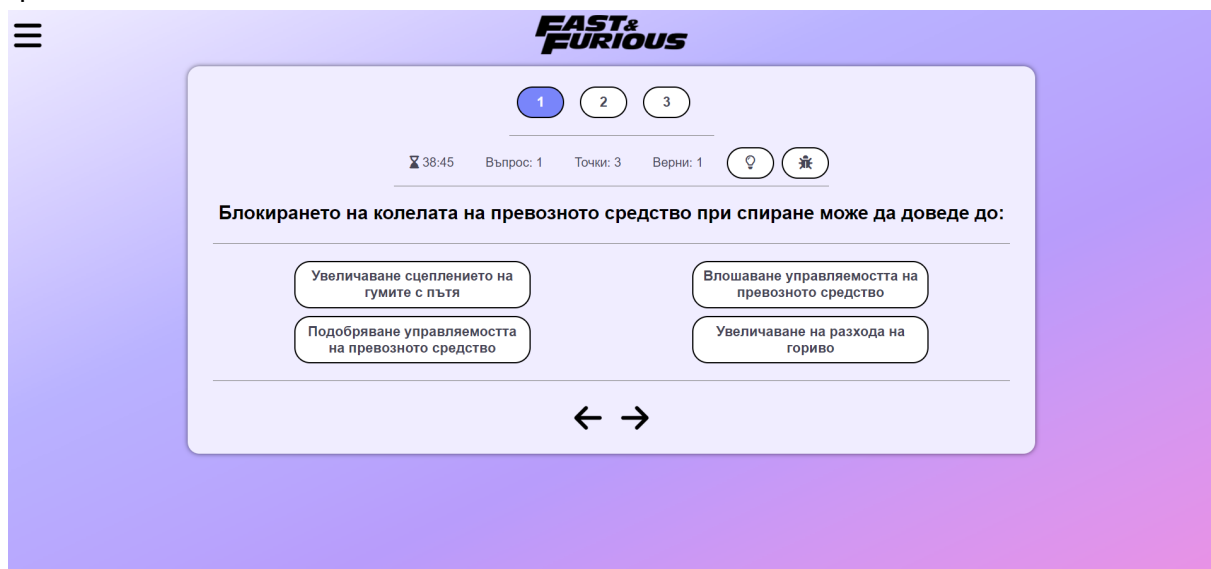 FAST&
FURIOUS
1 2 3
38:45 Въпрос: 1 Точки: 3 Верни: 1
Блокирането на колелата на превозното средство при спиране може да доведе до:
Увеличаване сцеплението на
гумите с пътя
Влошаване управляемостта на
превозното средство
Подобряване управляемостта
на превозното средство
Увеличаване на разхода на
гориво